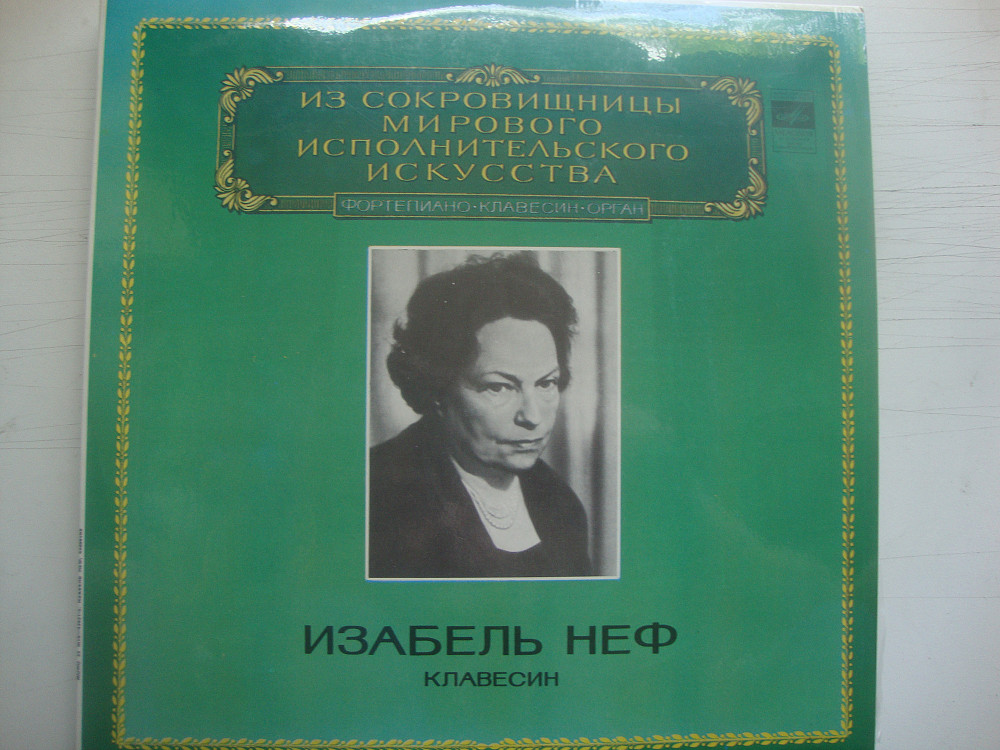 ИЗ СОКРОВИЩНИЦЫ
МИРОВОГО
ИСПОЛНИТЕЛЬСКОГО
ИСКУССТВА
ФОРТЕПИАНО·КЛАВЕСИН·ОРГАН
ИЗАБЕЛЬ НЕФ
КЛАВЕСИН